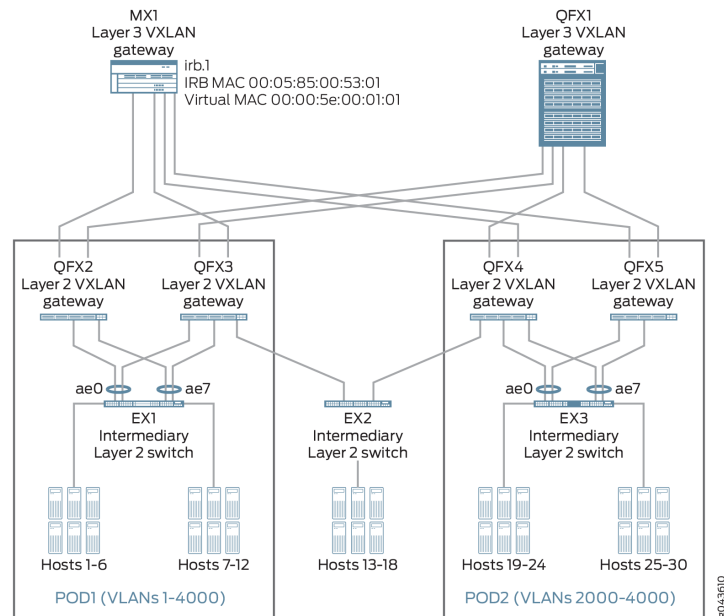 MX1
Layer 3 VXLAN
gateway
irb.1
IRB MAC 00:05:85:00:53:01
Virtual MAC 00:00:5e:00:01:01
QFX1
Layer 3 VXLAN
gateway
QFX2
Layer 2 VXLAN
gateway
QFX3
Layer 2 VXLAN
gateway
QFX4
Layer 2 VXLAN
gateway
QFX5
Layer 2 VXLAN
gateway
ae0
ae7
ae0
ae7
EX1
Intermediary
Layer 2 switch
EX2
Intermediary
Layer 2 switch
EX3
Intermediary
Layer 2 switch
Hosts 1-6
Hosts 7-12
Hosts 13-18
Hosts 19-24
Hosts 25-30
POD1 (VLANs 1-4000)
POD2 (VLANs 2000-4000)
g043610